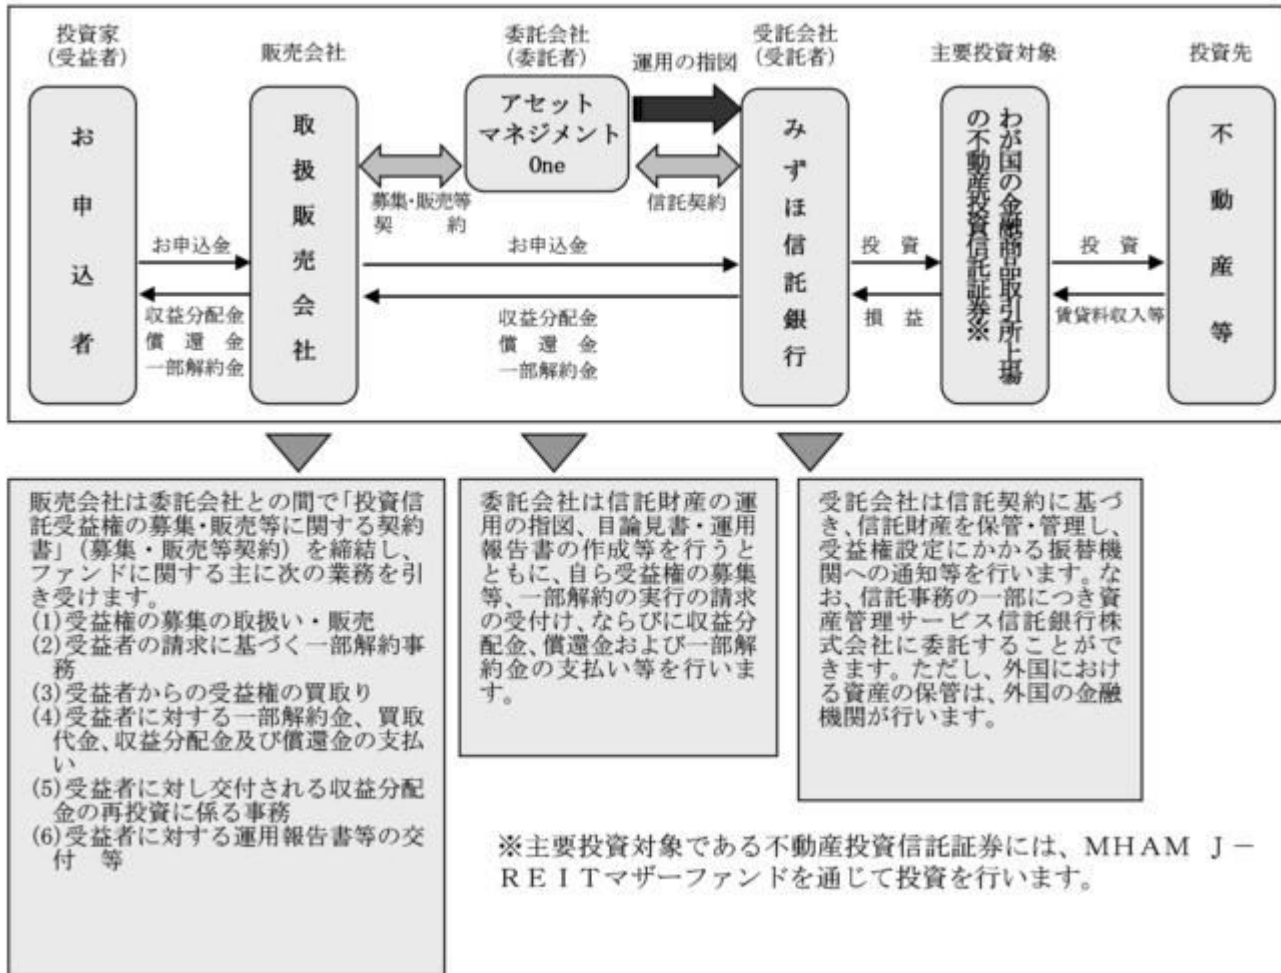 投資家
(受益者)
販売会社
委託会社
(委託者)
運用の指図
受託会社
(受託者)
主要投資対象
投資先
お申込者
取扱販売会社
アセット
マネジメント
One
みずほ信託銀行
わが国の金融商品取引所上場
の不動産投資信託証券※
不動産等
募集・販売等
契　　約
信託契約
お申込金
収益分配金
償　還　金
一部解約金
お申込金
収益分配金
償　還　金
一部解約金
投　資
損　益
投　資
賃貸料収入等
販売会社は委託会社との間で「投資信
託受益権の募集・販売等に関する契約
書」（募集・販売等契約）を締結し、
ファンドに関する主に次の業務を引
き受けます。
(1)受益権の募集の取扱い・販売
(2)受益者の請求に基づく一部解約事
務
(3)受益者からの受益権の買取り
(4)受益者に対する一部解約金、買取
代金、収益分配金及び償還金の支払
い
(5)受益者に対し交付される収益分配
金の再投資に係る事務
(6)受益者に対する運用報告書等の交
付　等
委託会社は信託財産の運
用の指図、目論見書・運用
報告書の作成等を行うと
ともに、自ら受益権の募集
等、一部解約の実行の請求
の受付け、ならびに収益分
配金、償還金および一部解
約金の支払い等を行いま
す。
受託会社は信託契約に基づ
き、信託財産を保管・管理し、
受益権設定にかかる振替機
関への通知等を行います。な
お、信託事務の一部につき資
産管理サービス信託銀行株
式会社に委託することがで
きます。ただし、外国におけ
る資産の保管は、外国の金融
機関が行います。
※主要投資対象である不動産投資信託証券には、ＭＨＡＭ　Ｊ－
ＲＥＩＴマザーファンドを通じて投資を行います。